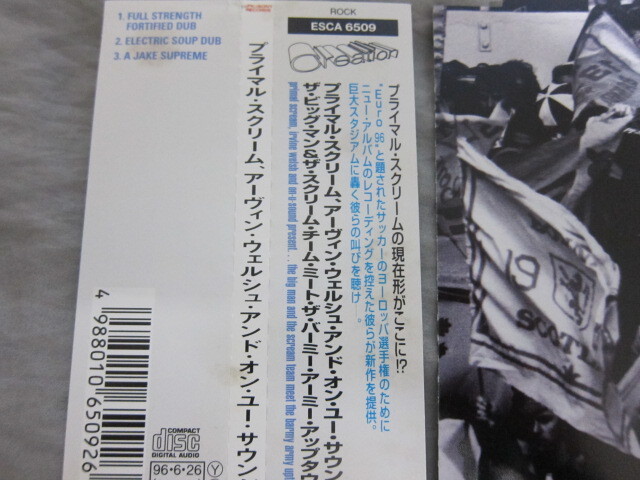 1. FULL STRENGTH
FORTIFIED DUB
2. ELECTRIC SOUP DUB
3. A JAKE SUPREME
4 988010 650926
COMPACT
disc
DIGITAL AUDIO
96・6・26
Y
プライマル・スクリーム、アーヴィン・ウェルシュ・アンド・オン・ユー・サウン
ROCK
ESCA 6509
Creation
プライマル・スクリームの現在形がここに!?
"Euro 96"と題されたサッカーのヨーロッパ選手権のために
ニュー・アルバムのレコーディングを控えた彼らが新作を提供。
巨大スタジアムに轟く彼らの叫びを聴け―。
プライマル・スクリーム、アーヴィン・ウェルシュ・アンド・オン・ユー・サウン
ザ・ビッグ・マン&ザ・スクリーム・チーム・ミート・ザ・バーミー・アーミー・アップタウ
primal scream, irvine welsh and on-u sound present... the big man and the scream team meet the barmy army upt
19
SCOTL